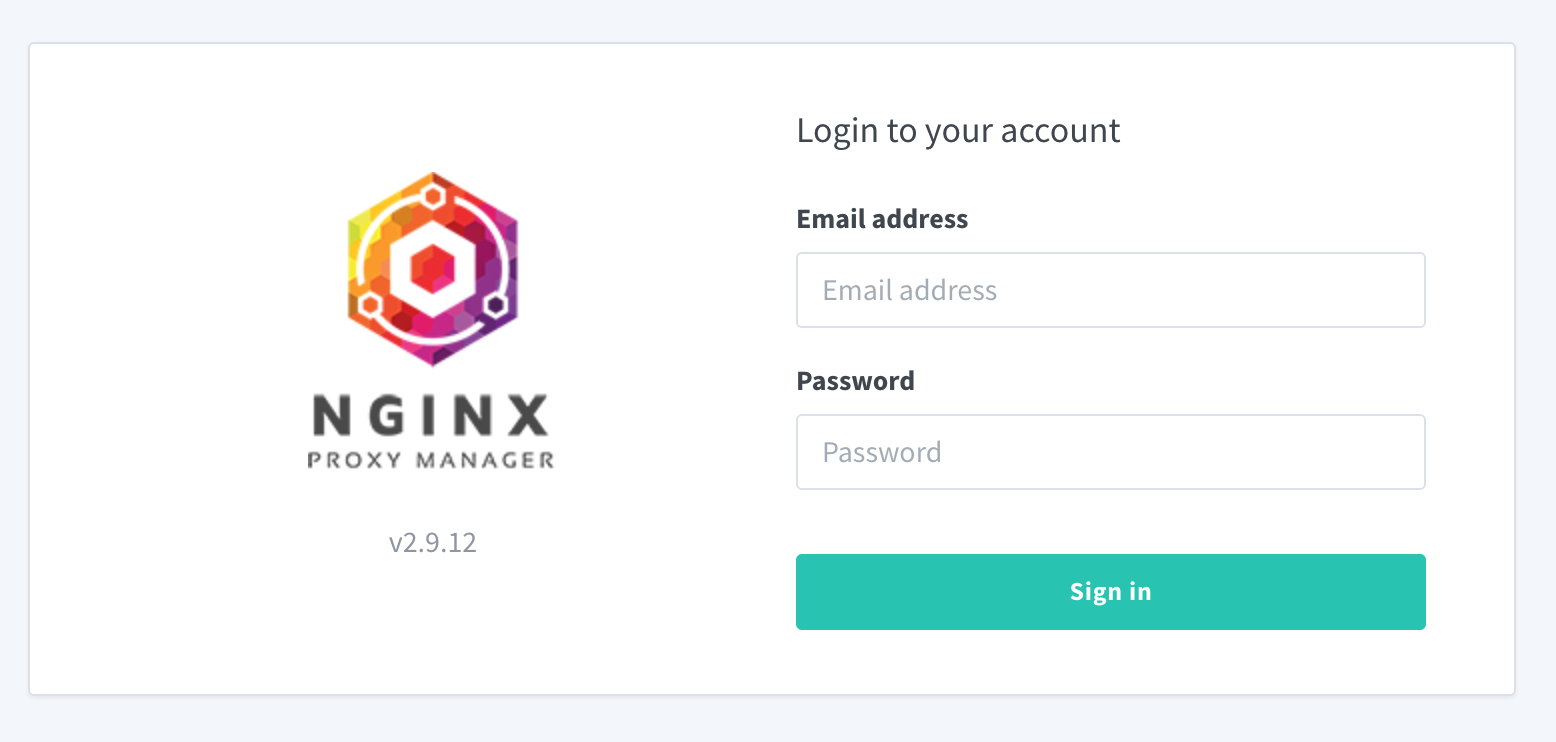 NGINX
PROXY MANAGER
v2.9.12
Login to your account
Email address
Email address
Password
Password
Sign in